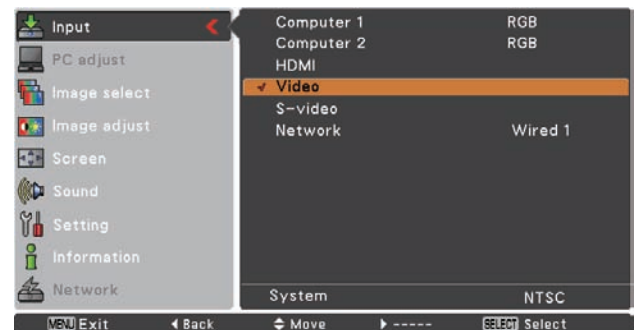 Input
PC adjust
Image select
Image adjust
Screen
Sound
Setting
Information
Network
Computer 1 RGB
Computer 2 RGB
HDMI
Video
S-video
Network Wired 1
System NTSC
MENU Exit Back Move ----- SELECT Select